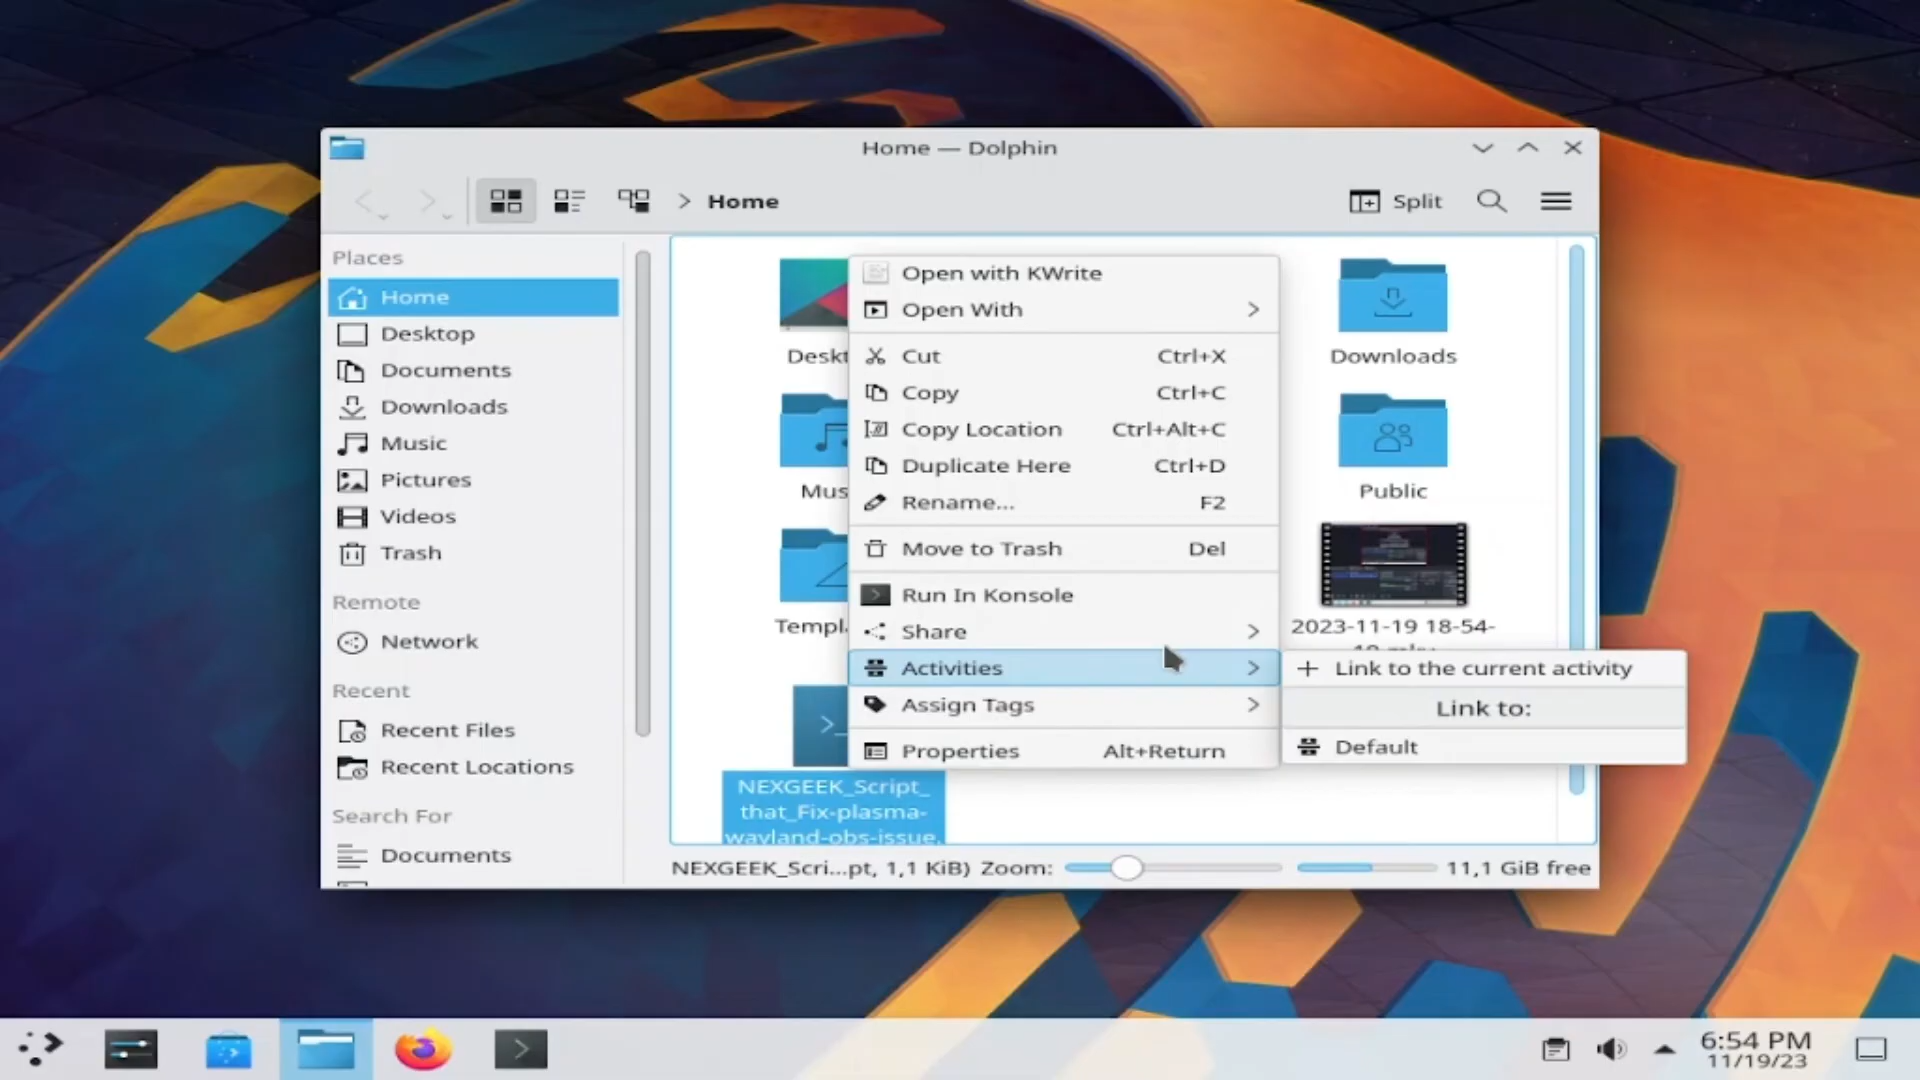 Home — Dolphin
Home
Split
Places
Home
Desktop
Documents
Downloads
Music
Pictures
Videos
Trash
Remote
Network
Recent
Recent Files
Recent Locations
Search For
Documents
Deskt
Downloads
Mus
Public
Templ
2023-11-19 18-54-
NEXGEEK_Script_
that_Fix-plasma-
wayland-obs-issue.
Open with KWrite
Open With
Cut Ctrl+X
Copy Ctrl+C
Copy Location Ctrl+Alt+C
Duplicate Here Ctrl+D
Rename... F2
Move to Trash Del
Run In Konsole
Share
Activities
Assign Tags
Properties Alt+Return
Link to the current activity
Link to:
Default
NEXGEEK_Scri...pt, 1,1 KiB) Zoom: 11,1 GiB free
6:54 PM
11/19/23